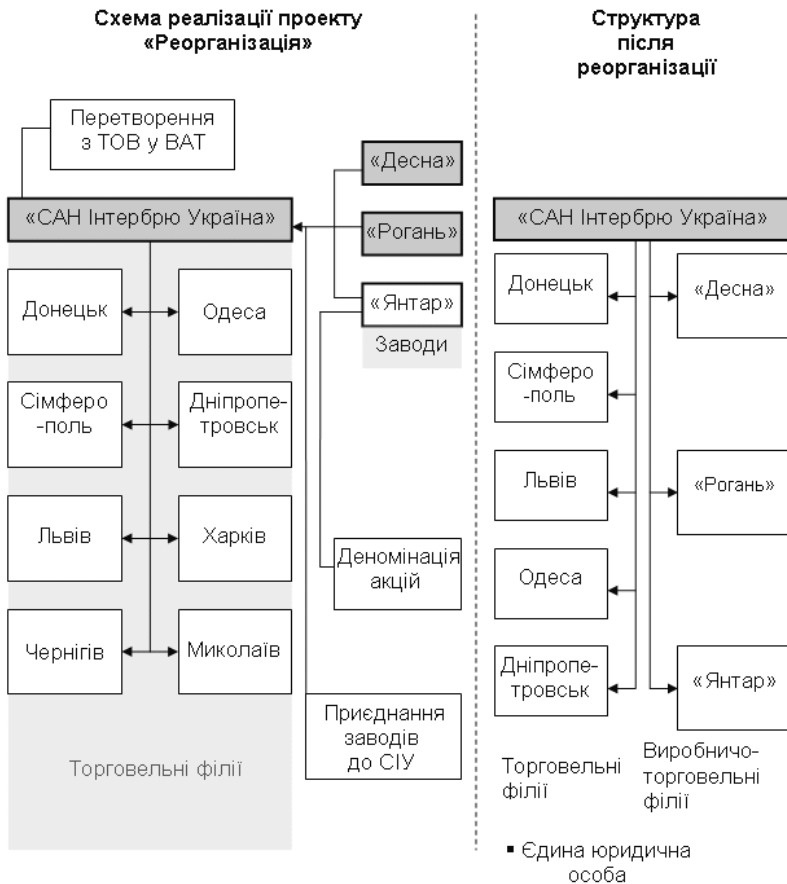 Схема реалізації проекту
«Реорганізація»
Перетворення
з ТОВ у ВАТ
«Десна»
«САН Інтербрю Україна»
«Рогань»
Донецьк
Одеса
«Янтар»
Заводи
Сімферо
-поль
Дніпропе-
тровськ
Львів
Харків
Деномінація
акцій
Чернігів
Миколаїв
Приєднання
заводів
до СІУ
Торговельні філії
Структура
після
реорганізації
«САН Інтербрю Україна»
Донецьк
«Десна»
Сімферо
-поль
Львів
«Рогань»
Одеса
Дніпропе-
тровськ
«Янтар»
Торговельні
філії
Виробничо-
торговельні
філії
▪ Єдина юридична
особа